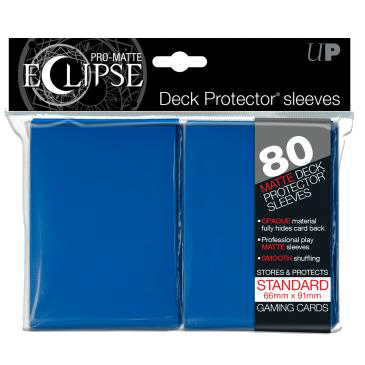 PRO-MATTE
ECLIPSE
UP
Deck Protector® sleeves
80
MATTE DECK
PROTECTOR
SLEEVES
•OPAQUE material
fully hides card back
•Professional play
MATTE sleeves
•SMOOTH shuffling
STORES & PROTECTS
STANDARD
66mm x 91mm
GAMING CARDS